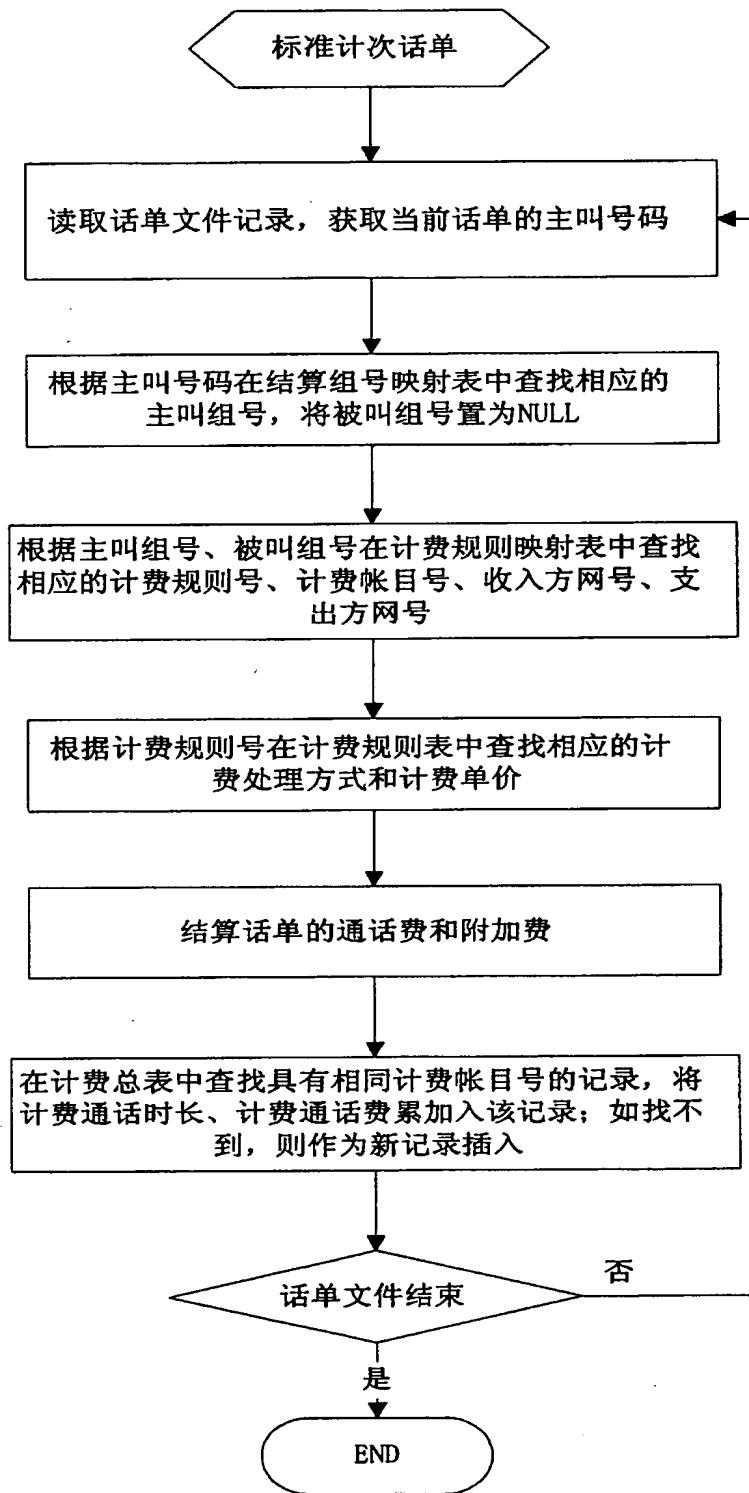 标准计次话单
读取话单文件记录，获取当前话单的主叫号码
根据主叫号码在结算组号映射表中查找相应的
主叫组号，将被叫组号置为NULL
根据主叫组号、被叫组号在计费规则映射表中查找
相应的计费规则号、计费帐目号、收入方网号、支
出方网号
根据计费规则号在计费规则表中查找相应的计
费处理方式和计费单价
结算话单的通话费和附加费
在计费总表中查找具有相同计费帐目号的记录，将
计费通话时长、计费通话费累加入该记录；如找不
到，则作为新记录插入
话单文件结束
否
是
END